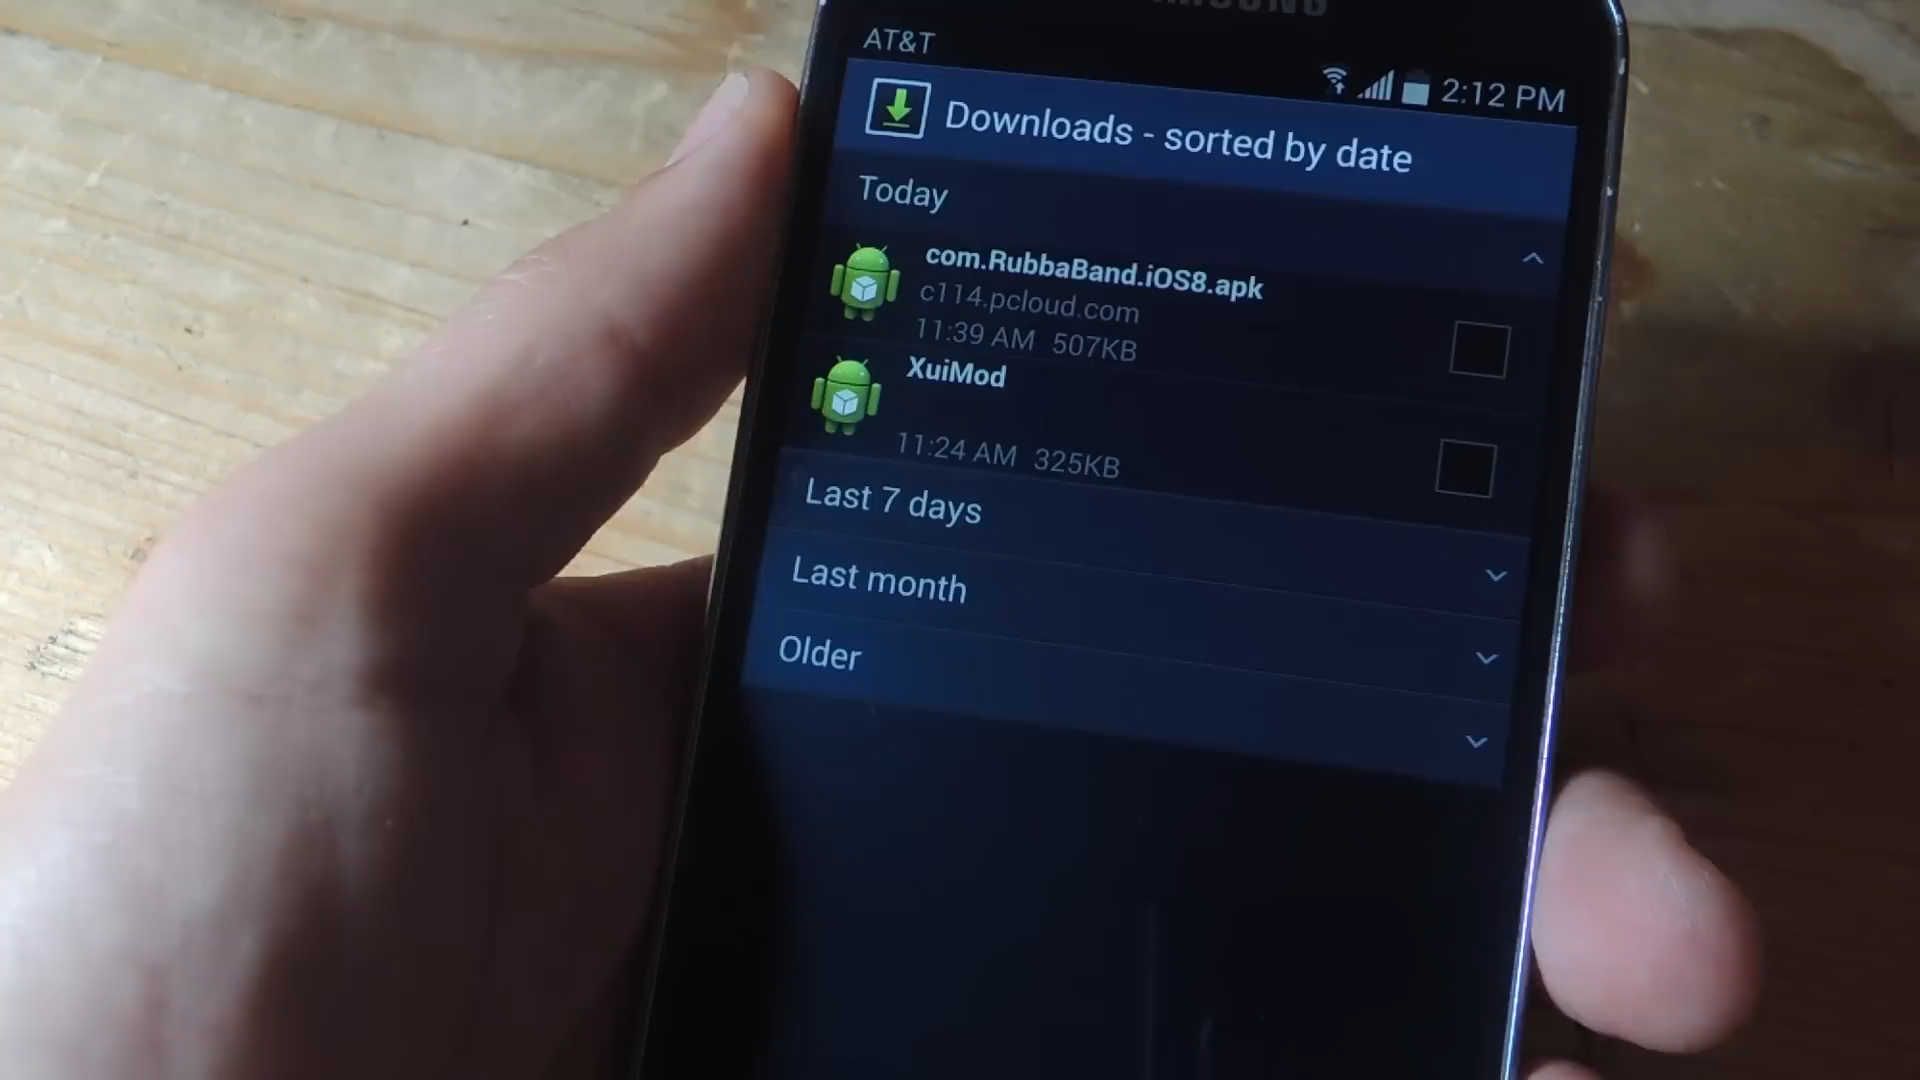 SAMSUNG
AT&T
2:12 PM
Downloads - sorted by date
Today
com.RubbaBand.iOS8.apk
c114.pcloud.com
11:39 AM 507KB
XuiMod
11:24 AM 325KB
Last 7 days
Last month
Older